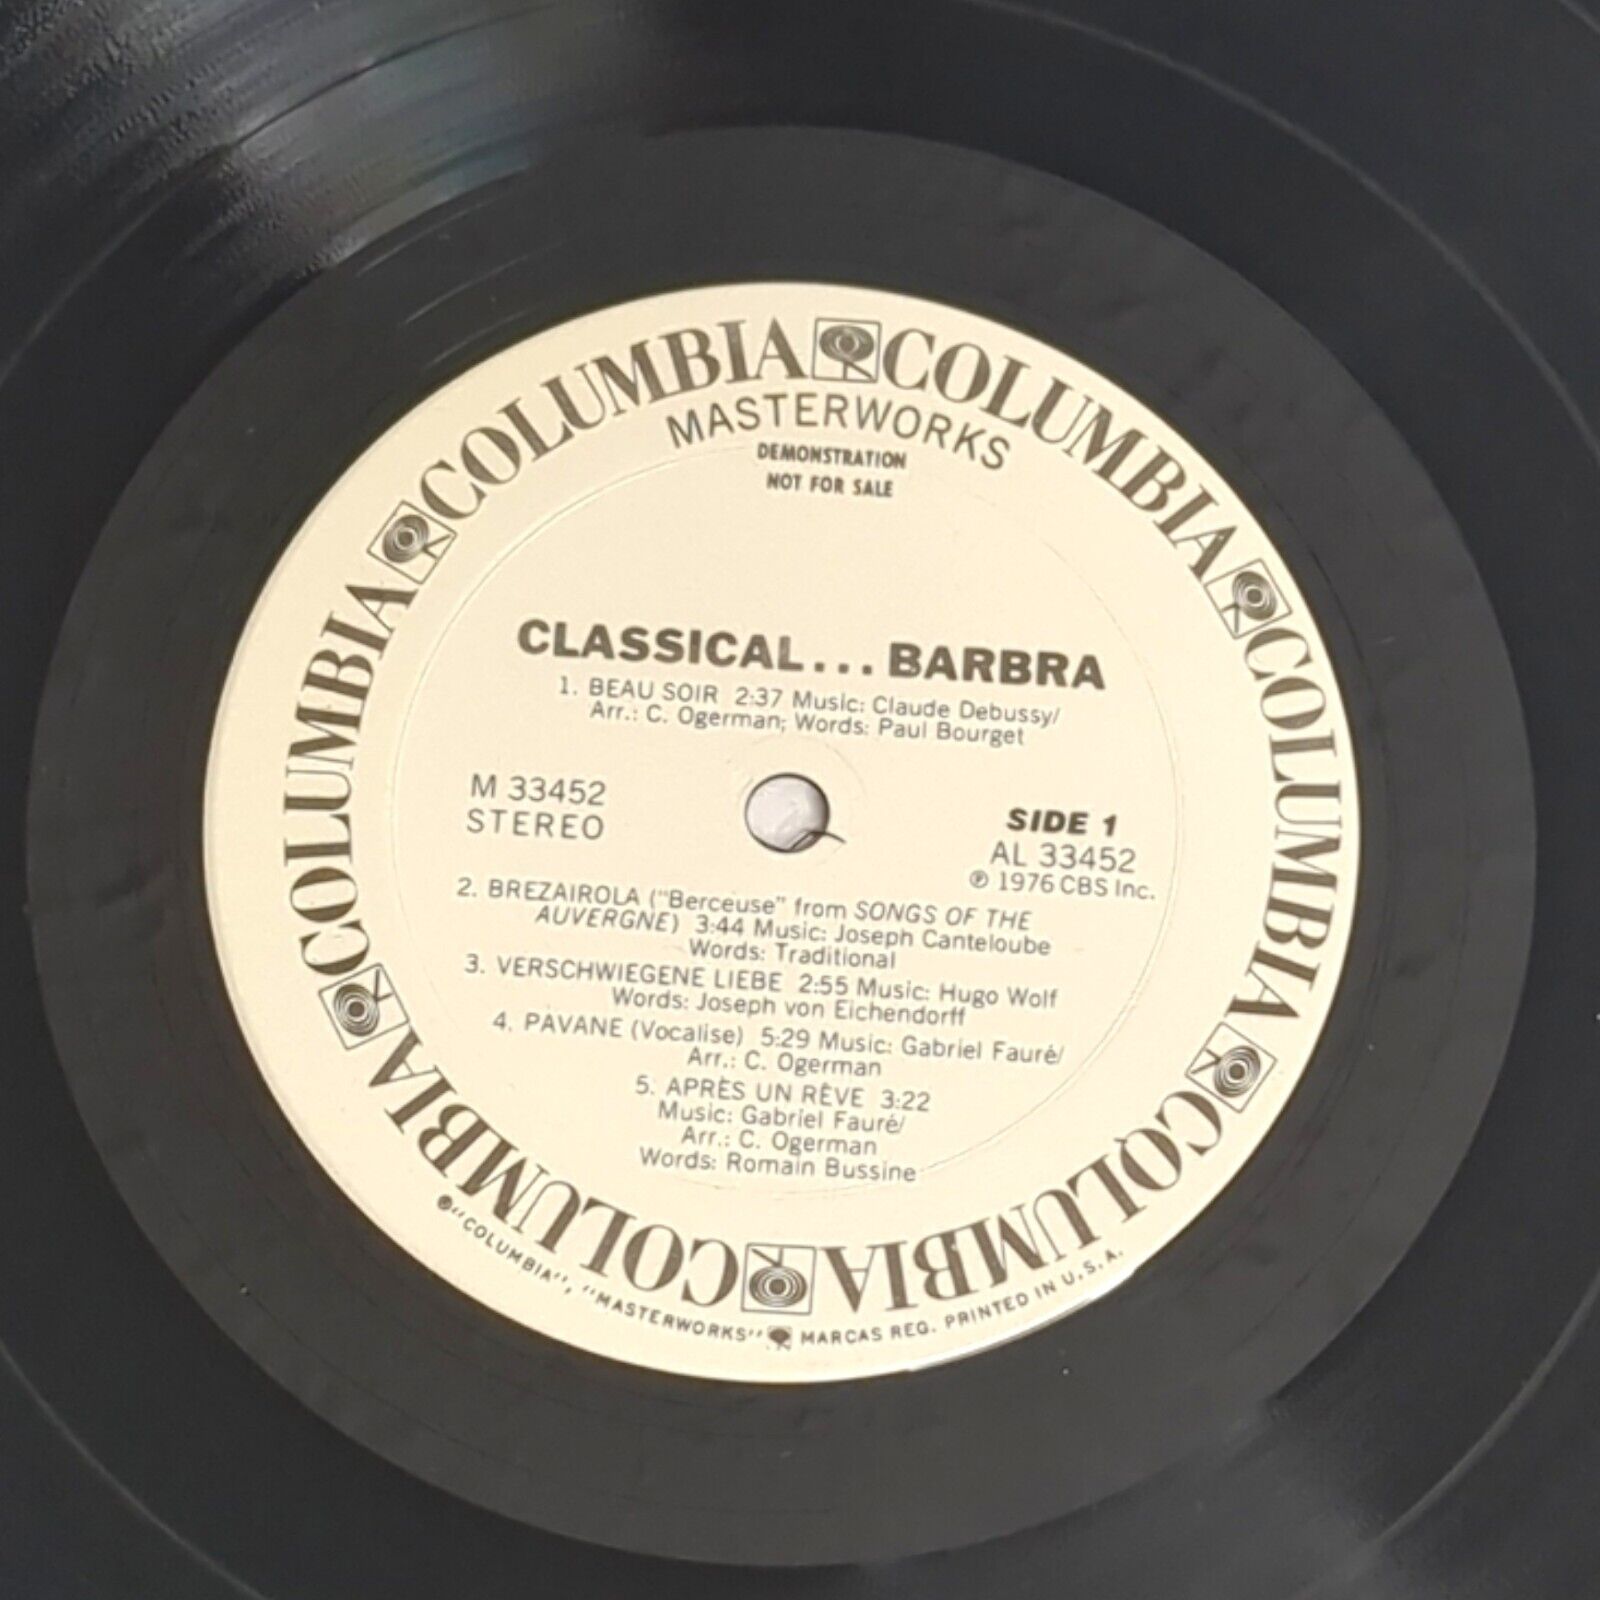 COLUMBIA COLUMBIA COLUMBIA COLUMBIA COLUMBIA COLUMBIA
MASTERWORKS
DEMONSTRATION
NOT FOR SALE
CLASSICAL... BARBRA
1. BEAU SOIR 2:37 Music: Claude Debussy/
Arr.: C. Ogerman; Words: Paul Bourget
M 33452
STEREO
SIDE 1
AL 33452
℗ 1976 CBS Inc.
2. BREZAIROLA ("Berceuse" from SONGS OF THE
AUVERGNE) 3:44 Music: Joseph Canteloube
Words: Traditional
3. VERSCHWIEGENE LIEBE 2:55 Music: Hugo Wolf
Words: Joseph von Eichendorff
4. PAVANE (Vocalise) 5:29 Music: Gabriel Fauré/
Arr.: C. Ogerman
5. APRÈS UN RÊVE 3:22
Music: Gabriel Fauré/
Arr.: C. Ogerman
Words: Romain Bussine
® "COLUMBIA", "MASTERWORKS" MARCAS REG. PRINTED IN U.S.A.